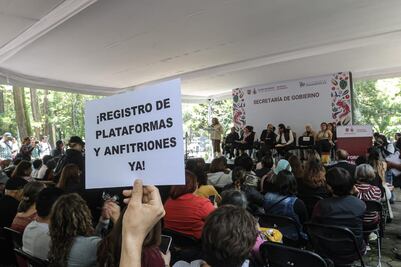 ¡REGISTRO DE
PLATAFORMAS
Y ANFITRIONES
YA!
SECRETARÍA DE GOBIERNO